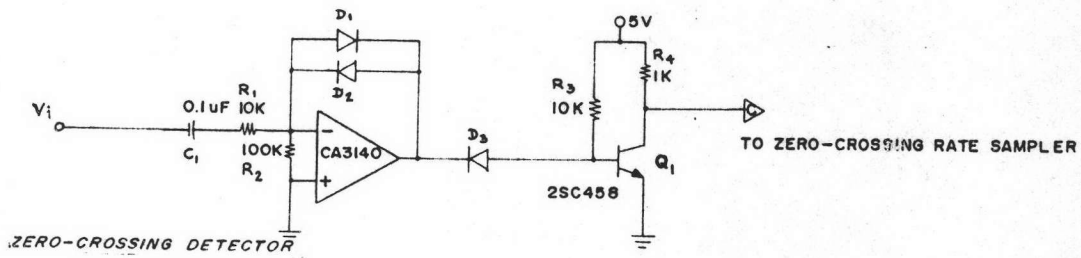 D1
D2
Vi
0.1uF
C1
R1
10K
100K
R2
-
+
CA3140
D3
5V
R3
10K
R4
1K
Q1
2SC458
C
TO ZERO-CROSSING RATE SAMPLER
ZERO-CROSSING DETECTOR